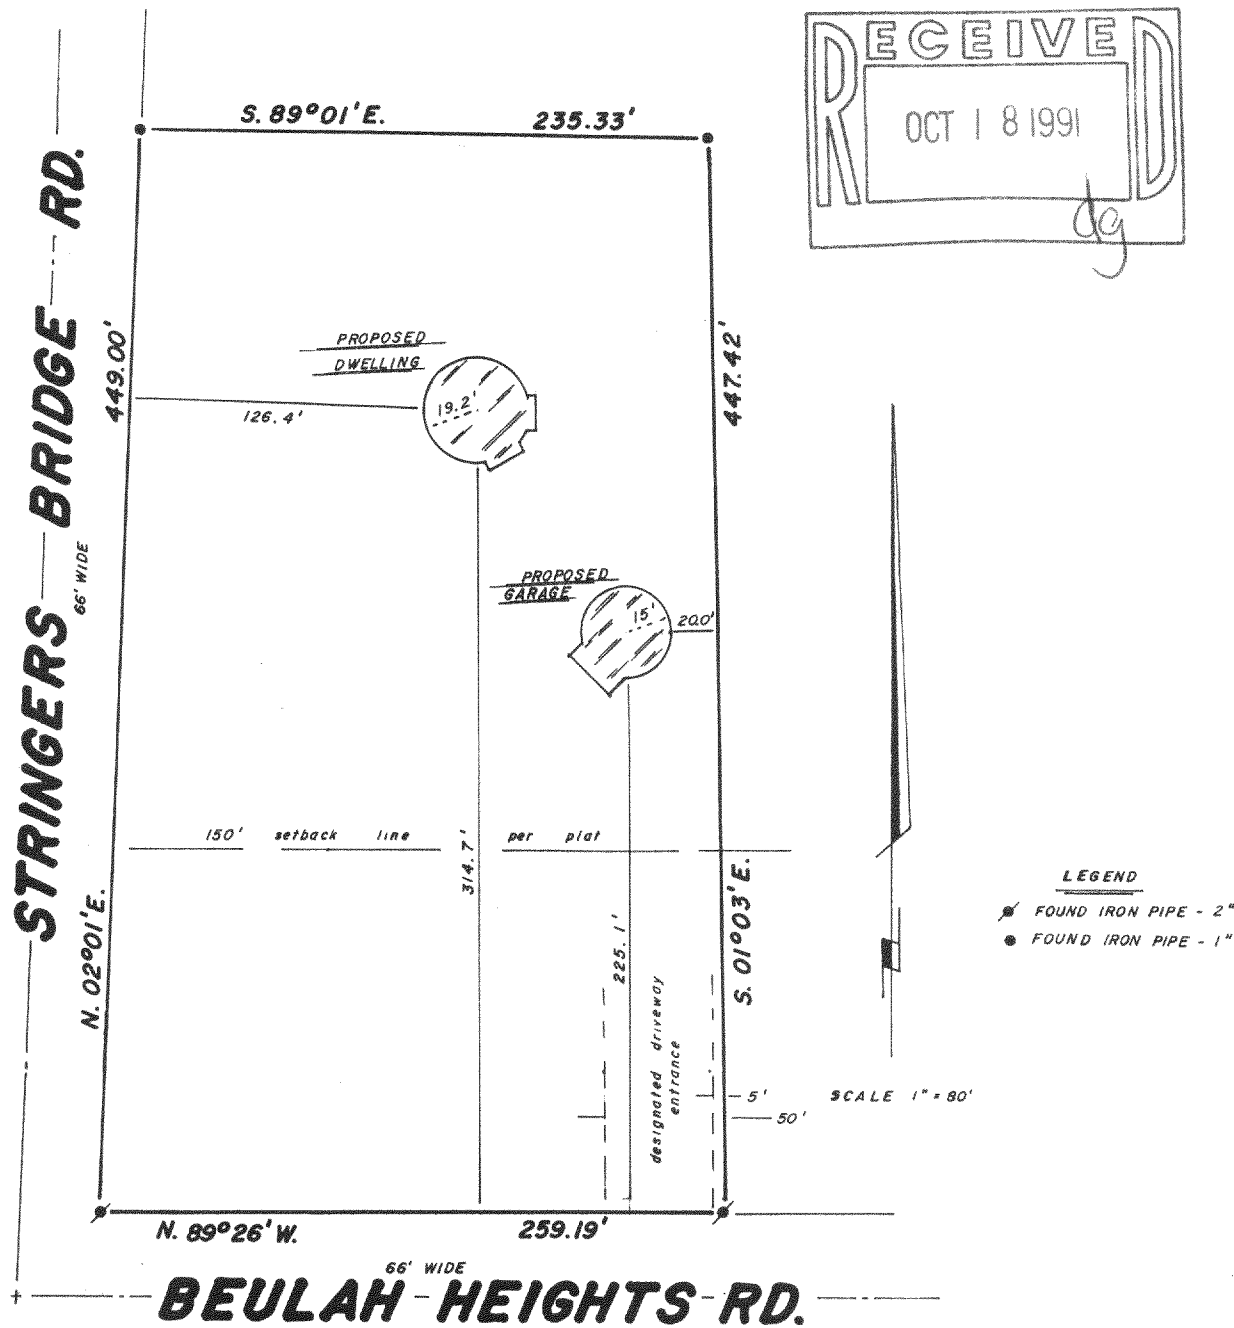 RECEIVED
OCT 18 1991
dg
S. 89°01'E. 235.33'
STRINGERS BRIDGE RD.
66' WIDE
449.00'
N. 02°01'E.
PROPOSED
DWELLING
19.2'
126.4'
447.42'
S. 01°03'E.
PROPOSED
GARAGE
15'
20.0'
150' setback line per plat
314.7'
225.1'
designated driveway
entrance
5'
50'
SCALE 1" = 80'
LEGEND
FOUND IRON PIPE - 2"
FOUND IRON PIPE - 1"
N. 89°26'W. 259.19'
66' WIDE
BEULAH HEIGHTS RD.